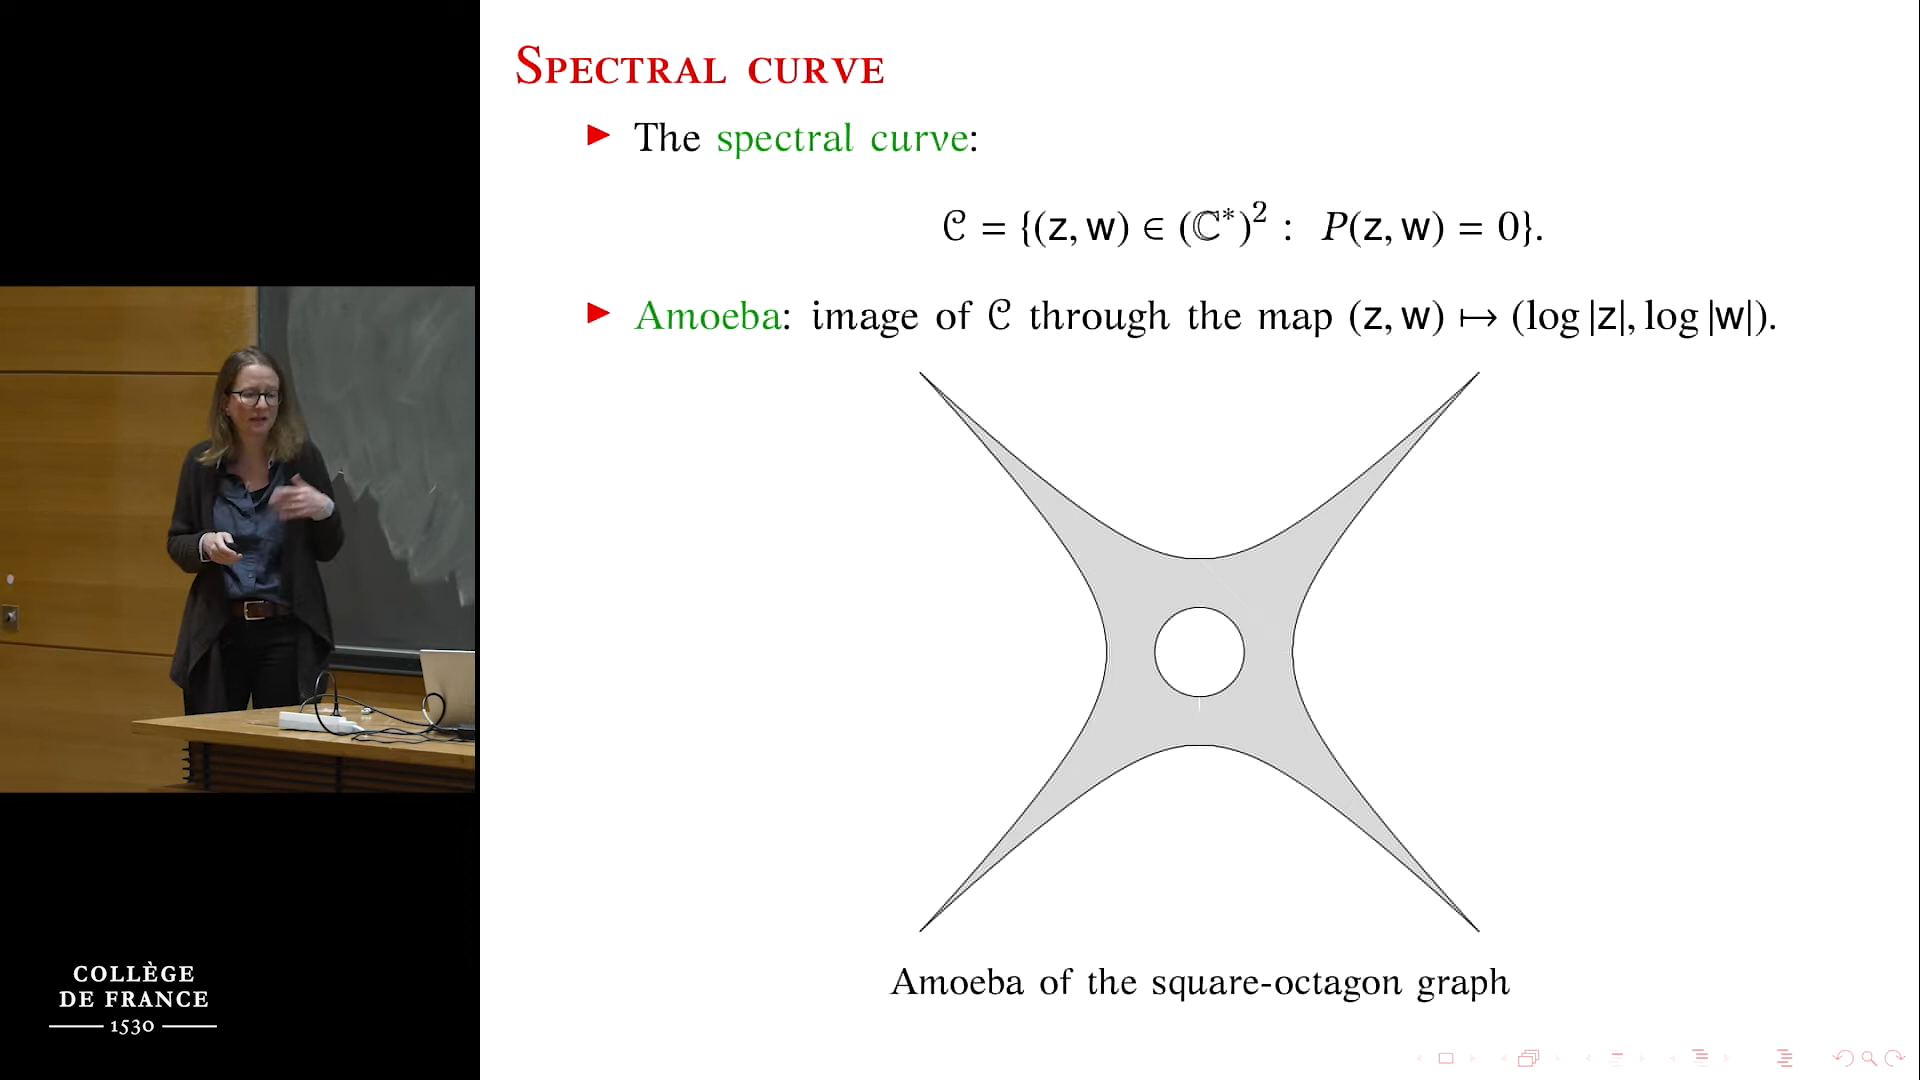 SPECTRAL CURVE
The spectral curve:
𝒞 = {(z, w) ∈ (ℂ*)² : P(z, w) = 0}.
Amoeba: image of 𝒞 through the map (z, w) ↦ (log |z|, log |w|).
Amoeba of the square-octagon graph
COLLÈGE
DE FRANCE
1530